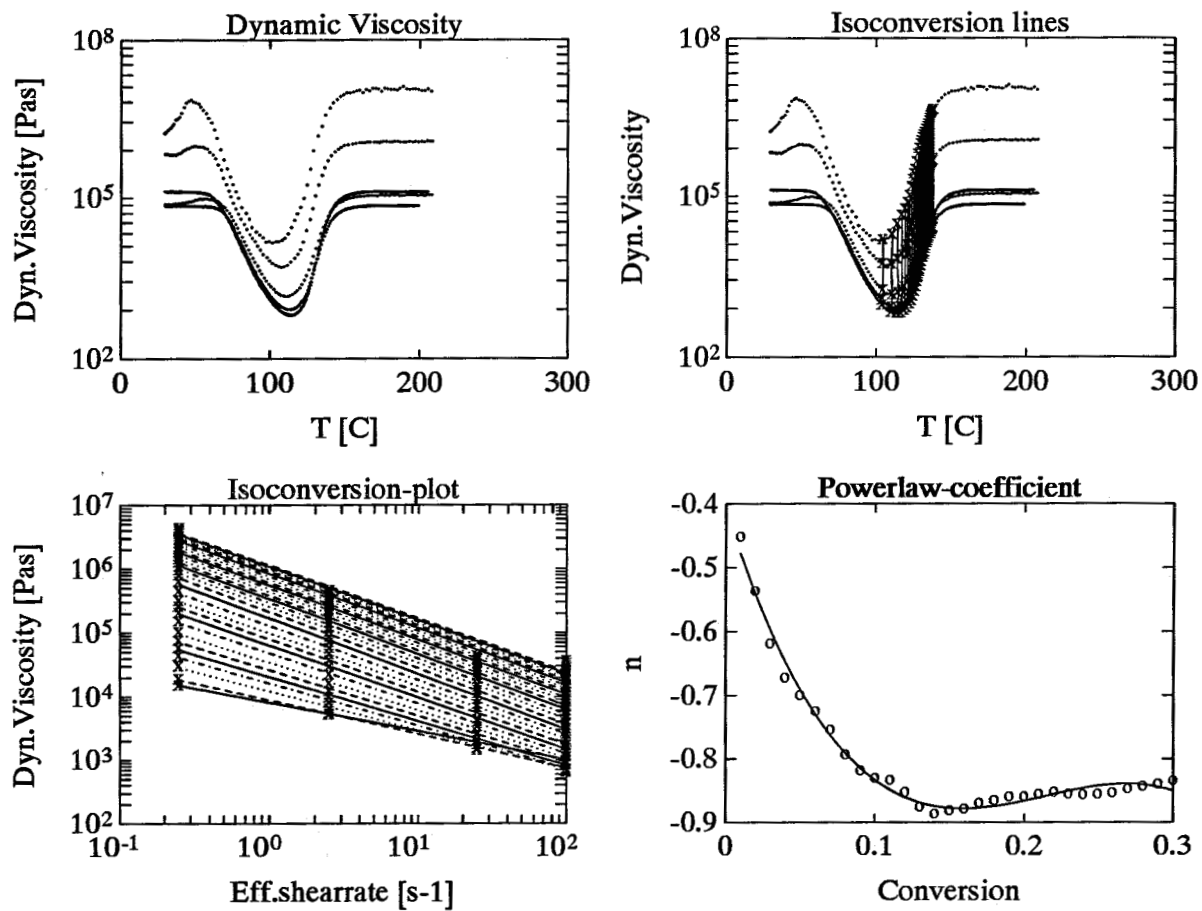 Dynamic Viscosity
Dyn.Viscosity [Pas]
10^8
10^5
10^2
0
100
200
300
T [C]
Isoconversion lines
Dyn.Viscosity
10^8
10^5
10^2
0
100
200
300
T [C]
Isoconversion-plot
Dyn.Viscosity [Pas]
10^7
10^6
10^5
10^4
10^3
10^2
10^-1
10^0
10^1
10^2
Eff.shearrate [s-1]
Powerlaw-coefficient
n
-0.4
-0.5
-0.6
-0.7
-0.8
-0.9
0
0.1
0.2
0.3
Conversion